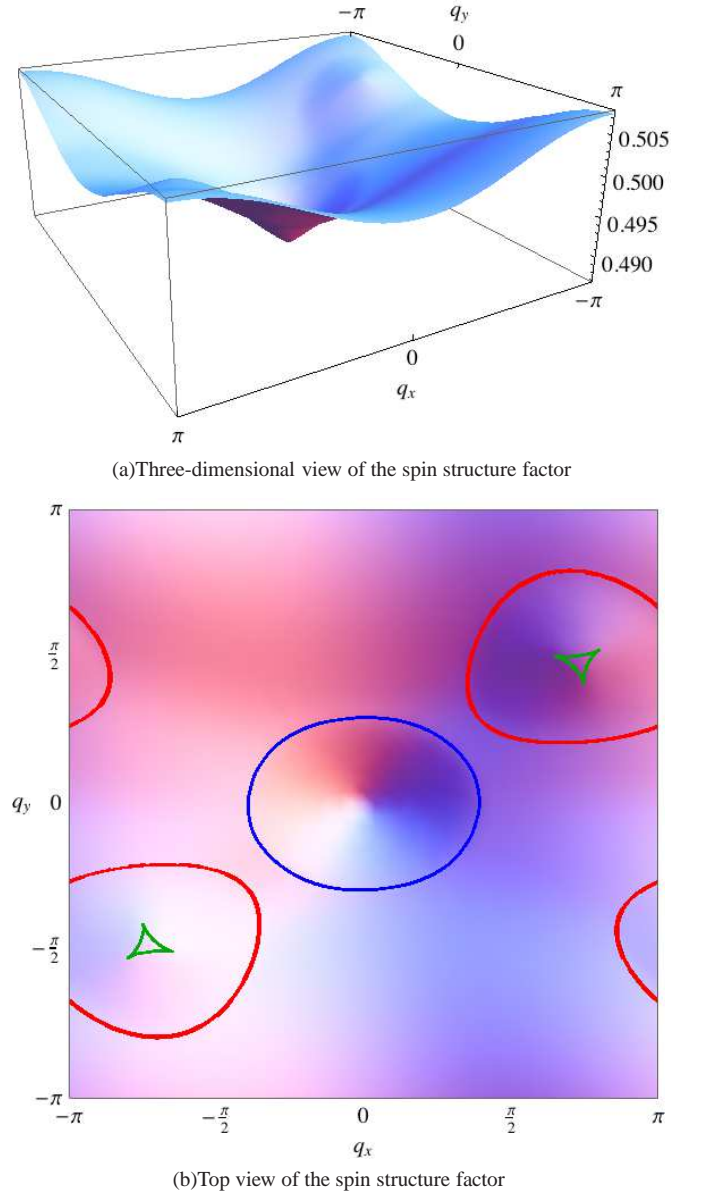 −π
q_y
0
π
0.505
0.500
0.495
0.490
−π
0
q_x
π
(a)Three-dimensional view of the spin structure factor
π
π/2
q_y 0
−π/2
−π
−π −π/2 0 π/2 π
q_x
(b)Top view of the spin structure factor